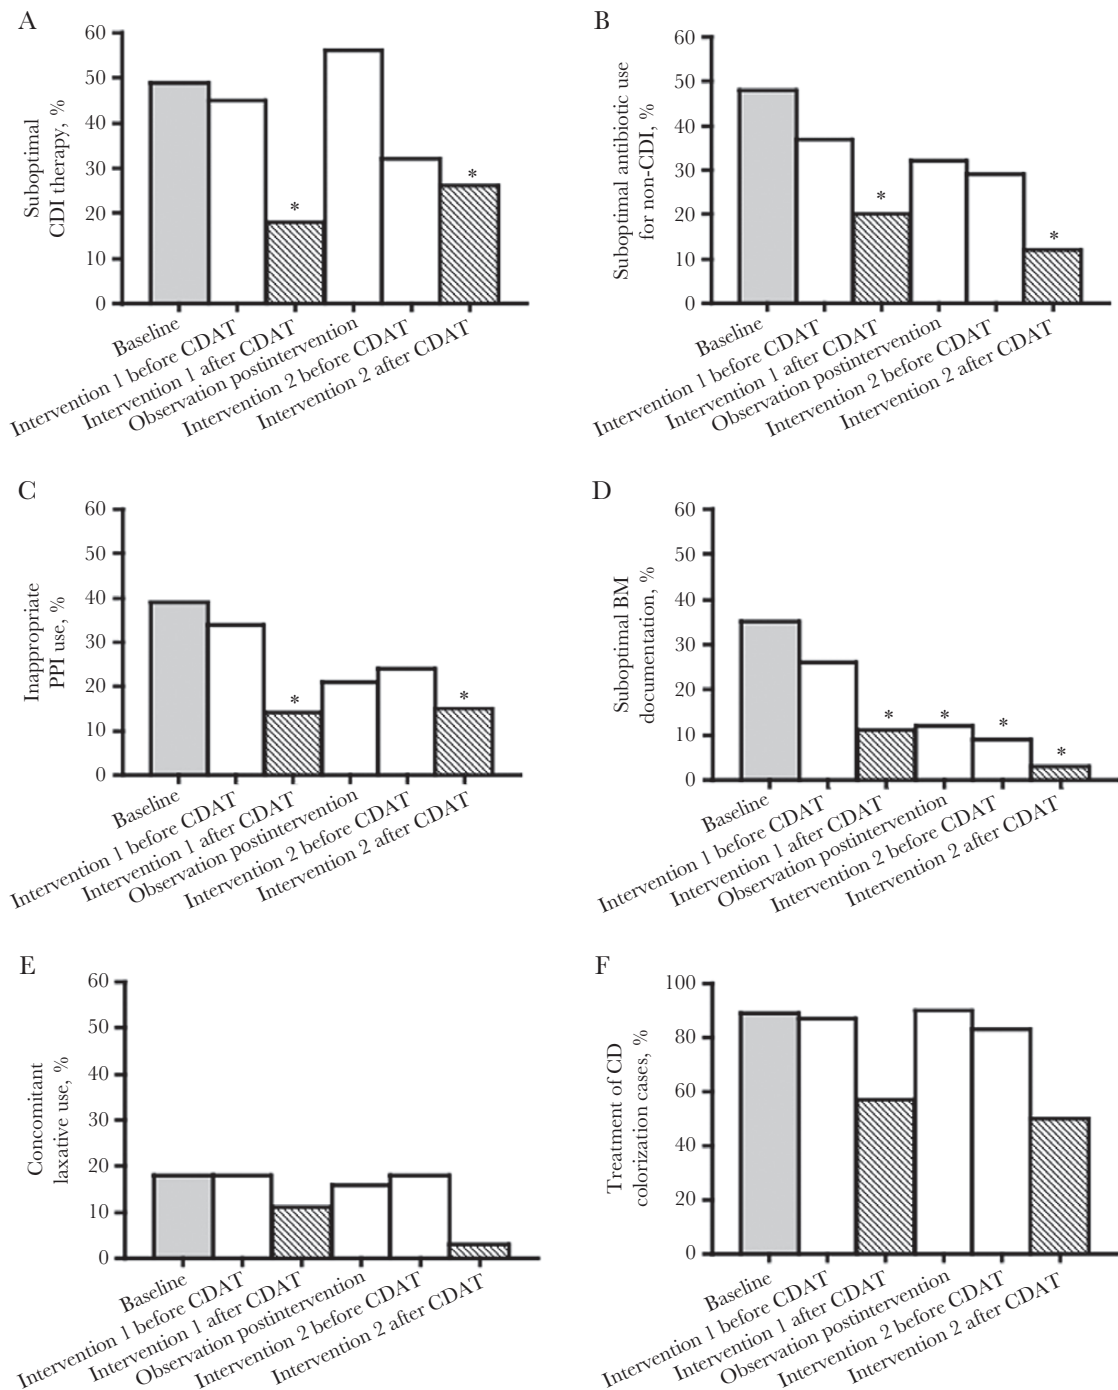 A
Suboptimal
CDI therapy, %
60
50
40
30
20
10
0
*
*
Baseline
Intervention 1 before CDAT
Intervention 1 after CDAT
Observation postintervention
Intervention 2 before CDAT
Intervention 2 after CDAT
B
Suboptimal antibiotic use
for non-CDI, %
60
50
40
30
20
10
0
*
*
Baseline
Intervention 1 before CDAT
Intervention 1 after CDAT
Observation postintervention
Intervention 2 before CDAT
Intervention 2 after CDAT
C
Inappropriate
PPI use, %
60
50
40
30
20
10
0
*
*
Baseline
Intervention 1 before CDAT
Intervention 1 after CDAT
Observation postintervention
Intervention 2 before CDAT
Intervention 2 after CDAT
D
Suboptimal BM
documentation, %
60
50
40
30
20
10
0
*
*
*
*
Baseline
Intervention 1 before CDAT
Intervention 1 after CDAT
Observation postintervention
Intervention 2 before CDAT
Intervention 2 after CDAT
E
Concomitant
laxative use, %
60
50
40
30
20
10
0
Baseline
Intervention 1 before CDAT
Intervention 1 after CDAT
Observation postintervention
Intervention 2 before CDAT
Intervention 2 after CDAT
F
Treatment of CD
colorization cases, %
100
80
60
40
20
0
Baseline
Intervention 1 before CDAT
Intervention 1 after CDAT
Observation postintervention
Intervention 2 before CDAT
Intervention 2 after CDAT